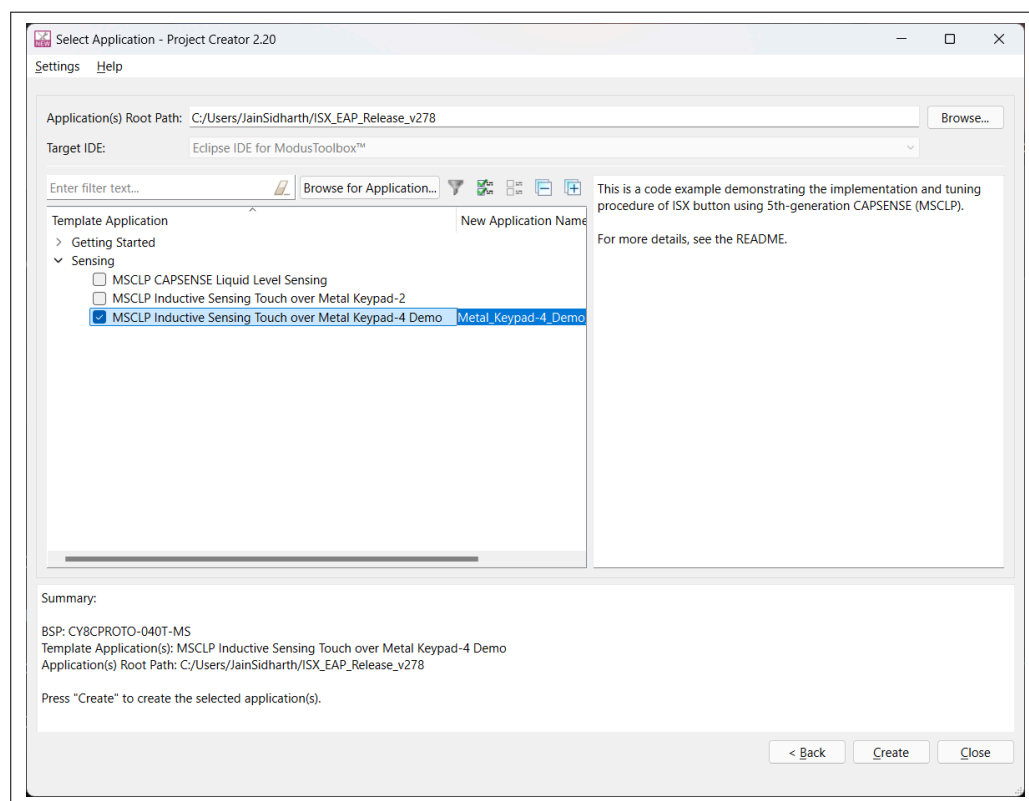 NEW
Select Application - Project Creator 2.20
Settings Help
Application(s) Root Path: C:/Users/JainSidharth/ISX_EAP_Release_v278 Browse...
Target IDE: Eclipse IDE for ModusToolbox™
Enter filter text... Browse for Application...
Template Application New Application Name
Getting Started
Sensing
MSCLP CAPSENSE Liquid Level Sensing
MSCLP Inductive Sensing Touch over Metal Keypad-2
MSCLP Inductive Sensing Touch over Metal Keypad-4 Demo Metal_Keypad-4_Demo
This is a code example demonstrating the implementation and tuning
procedure of ISX button using 5th-generation CAPSENSE (MSCLP).
For more details, see the README.
Summary:
BSP: CY8CPROTO-040T-MS
Template Application(s): MSCLP Inductive Sensing Touch over Metal Keypad-4 Demo
Application(s) Root Path: C:/Users/JainSidharth/ISX_EAP_Release_v278
Press "Create" to create the selected application(s).
< Back Create Close